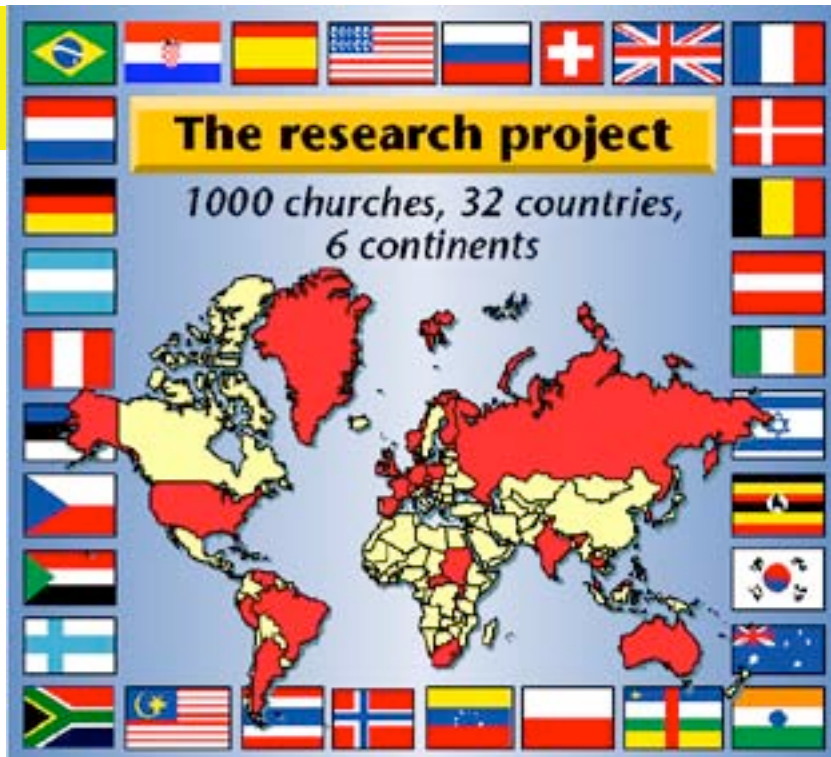 The research project
1000 churches, 32 countries,
6 continents